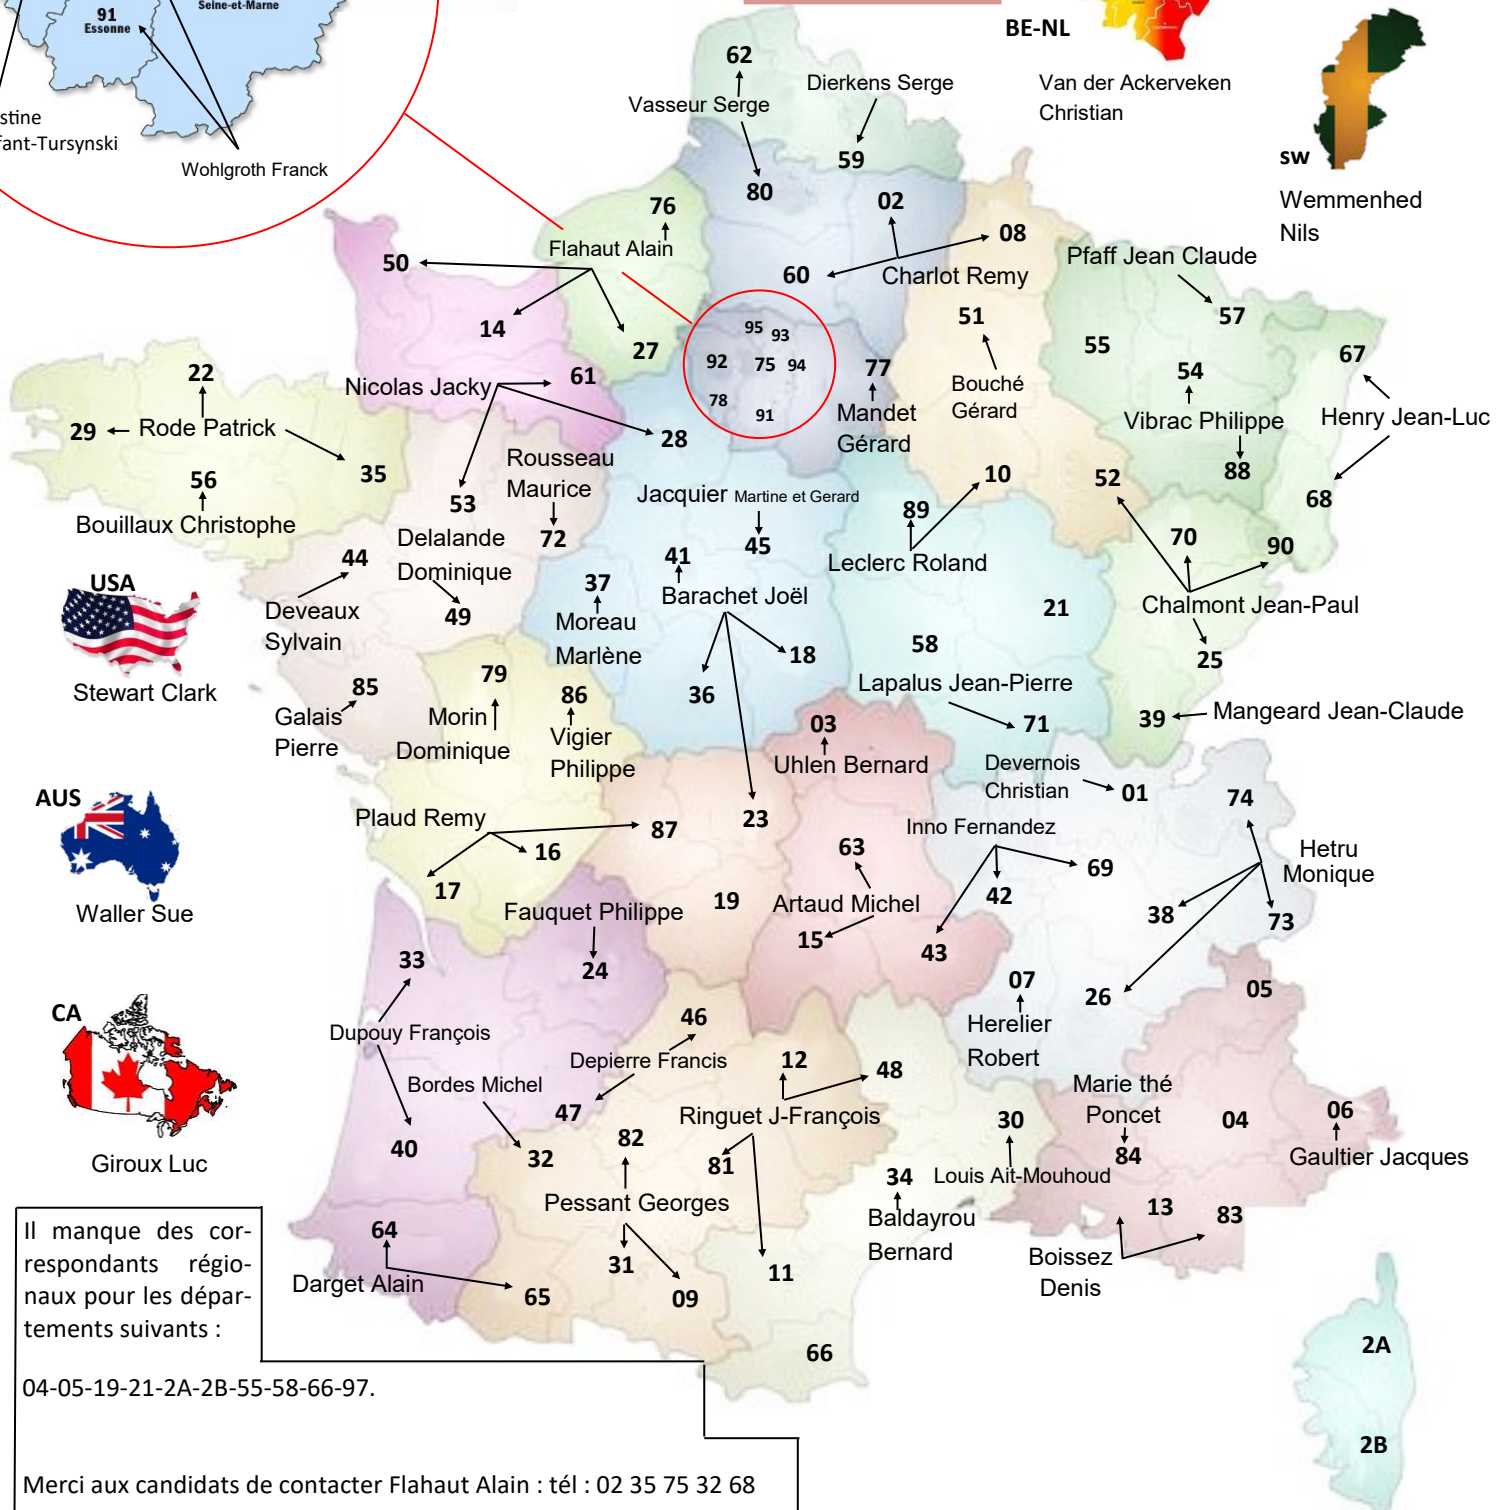 Seine-et-Marne
91
Essonne
stine
fant-Tursynski
Wohlgroth Franck
BE-NL
Van der Ackerveken
Christian
sw
Wemmenhed
Nils
62
Vasseur Serge
Dierkens Serge
59
80
02
76
Flahaut Alain
08
Charlot Remy
60
50
14
27
Pfaff Jean Claude
57
51
55
95
93
92
75
94
78
91
77
Mandet
Gérard
Bouché
Gérard
54
Vibrac Philippe
88
67
Henry Jean-Luc
68
22
29
Rode Patrick
35
56
Bouillaux Christophe
Nicolas Jacky
61
28
53
Rousseau
Maurice
72
Jacquier Martine et Gerard
45
10
89
Leclerc Roland
52
70
90
Chalmont Jean-Paul
25
Delalande
Dominique
49
44
Deveaux
Sylvain
41
Barachet Joël
37
Moreau
Marlène
18
36
21
58
Lapalus Jean-Pierre
71
39
Mangeard Jean-Claude
USA
Stewart Clark
85
Galais
Pierre
79
Morin
Dominique
86
Vigier
Philippe
03
Uhlen Bernard
Devernois
Christian
01
74
AUS
Waller Sue
Plaud Remy
87
16
17
23
Inno Fernandez
69
42
43
Hetru
Monique
38
73
26
63
Artaud Michel
15
19
Fauquet Philippe
24
33
Dupouy François
40
07
Herelier
Robert
05
CA
Giroux Luc
46
Depierre Francis
47
Bordes Michel
32
12
48
Ringuet J-François
81
11
Marie thé
Poncet
84
04
06
Gaultier Jacques
30
Louis Ait-Mouhoud
34
Baldayrou
Bernard
82
Pessant Georges
31
09
13
83
Boissez
Denis
64
Darget Alain
65
66
2A
2B
Il manque des cor-
respondants régio-
naux pour les dépar-
tements suivants :
04-05-19-21-2A-2B-55-58-66-97.
Merci aux candidats de contacter Flahaut Alain : tél : 02 35 75 32 68